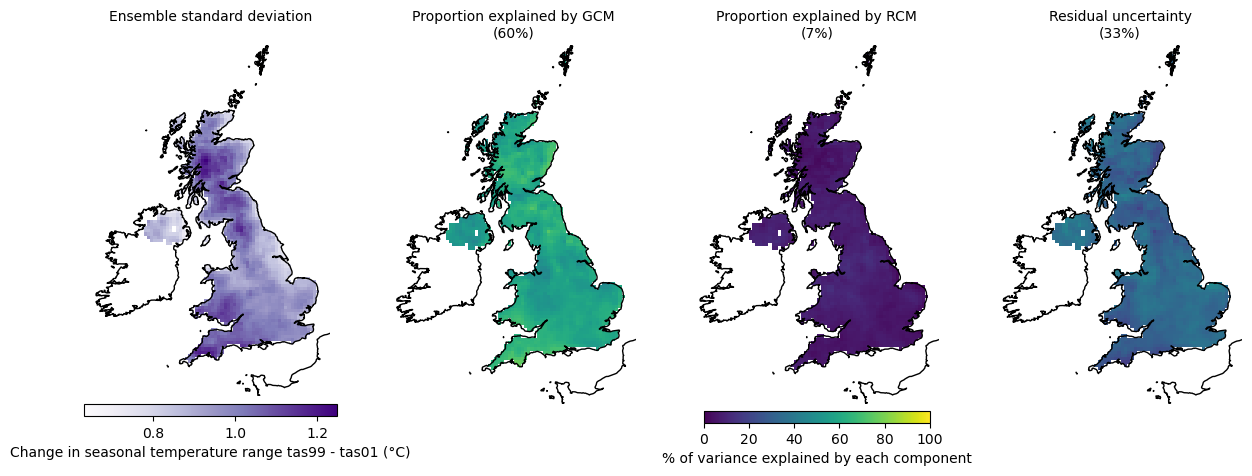 Ensemble standard deviation
Proportion explained by GCM
(60%)
Proportion explained by RCM
(7%)
Residual uncertainty
(33%)
0.8 1.0 1.2
Change in seasonal temperature range tas99 - tas01 (°C)
0 20 40 60 80 100
% of variance explained by each component